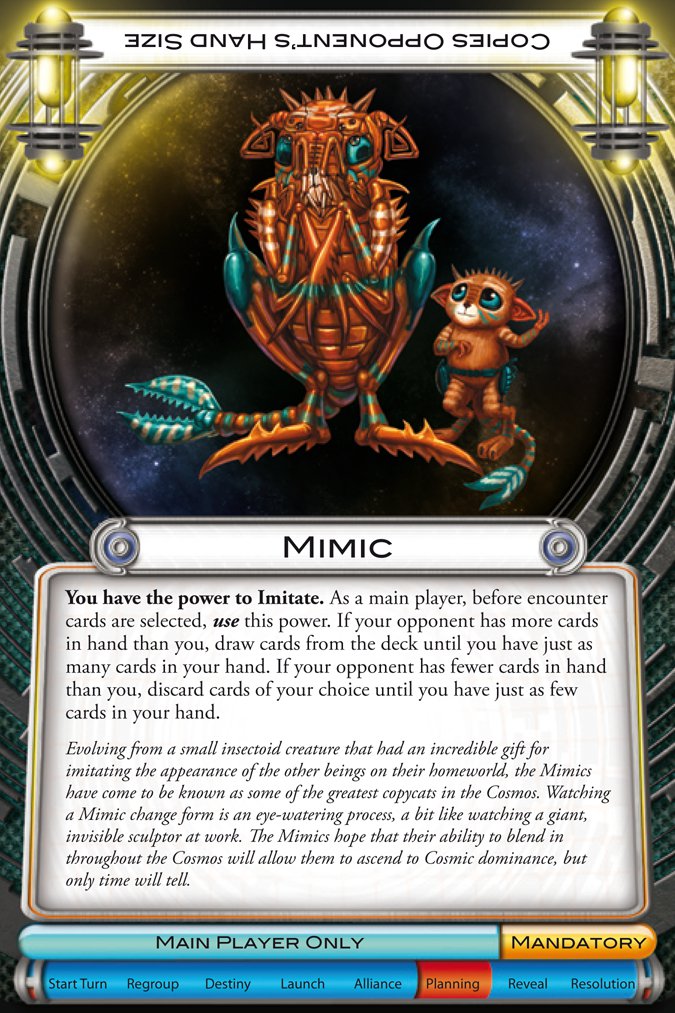 Copies Opponent's Hand Size
Mimic
You have the power to Imitate. As a main player, before encounter
cards are selected, use this power. If your opponent has more cards
in hand than you, draw cards from the deck until you have just as
many cards in your hand. If your opponent has fewer cards in hand
than you, discard cards of your choice until you have just as few
cards in your hand.
Evolving from a small insectoid creature that had an incredible gift for
imitating the appearance of the other beings on their homeworld, the Mimics
have come to be known as some of the greatest copycats in the Cosmos. Watching
a Mimic change form is an eye-watering process, a bit like watching a giant,
invisible sculptor at work. The Mimics hope that their ability to blend in
throughout the Cosmos will allow them to ascend to Cosmic dominance, but
only time will tell.
Main Player Only Mandatory
Start Turn Regroup Destiny Launch Alliance Planning Reveal Resolution